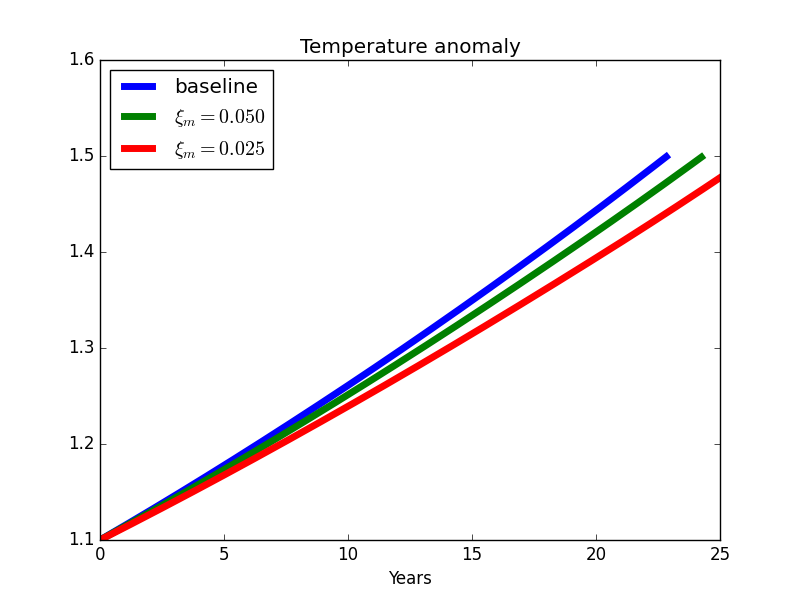 Temperature anomaly
1.6
baseline
ξₘ = 0.050
ξₘ = 0.025
1.5
1.4
1.3
1.2
1.1
0 5 10 15 20 25
Years